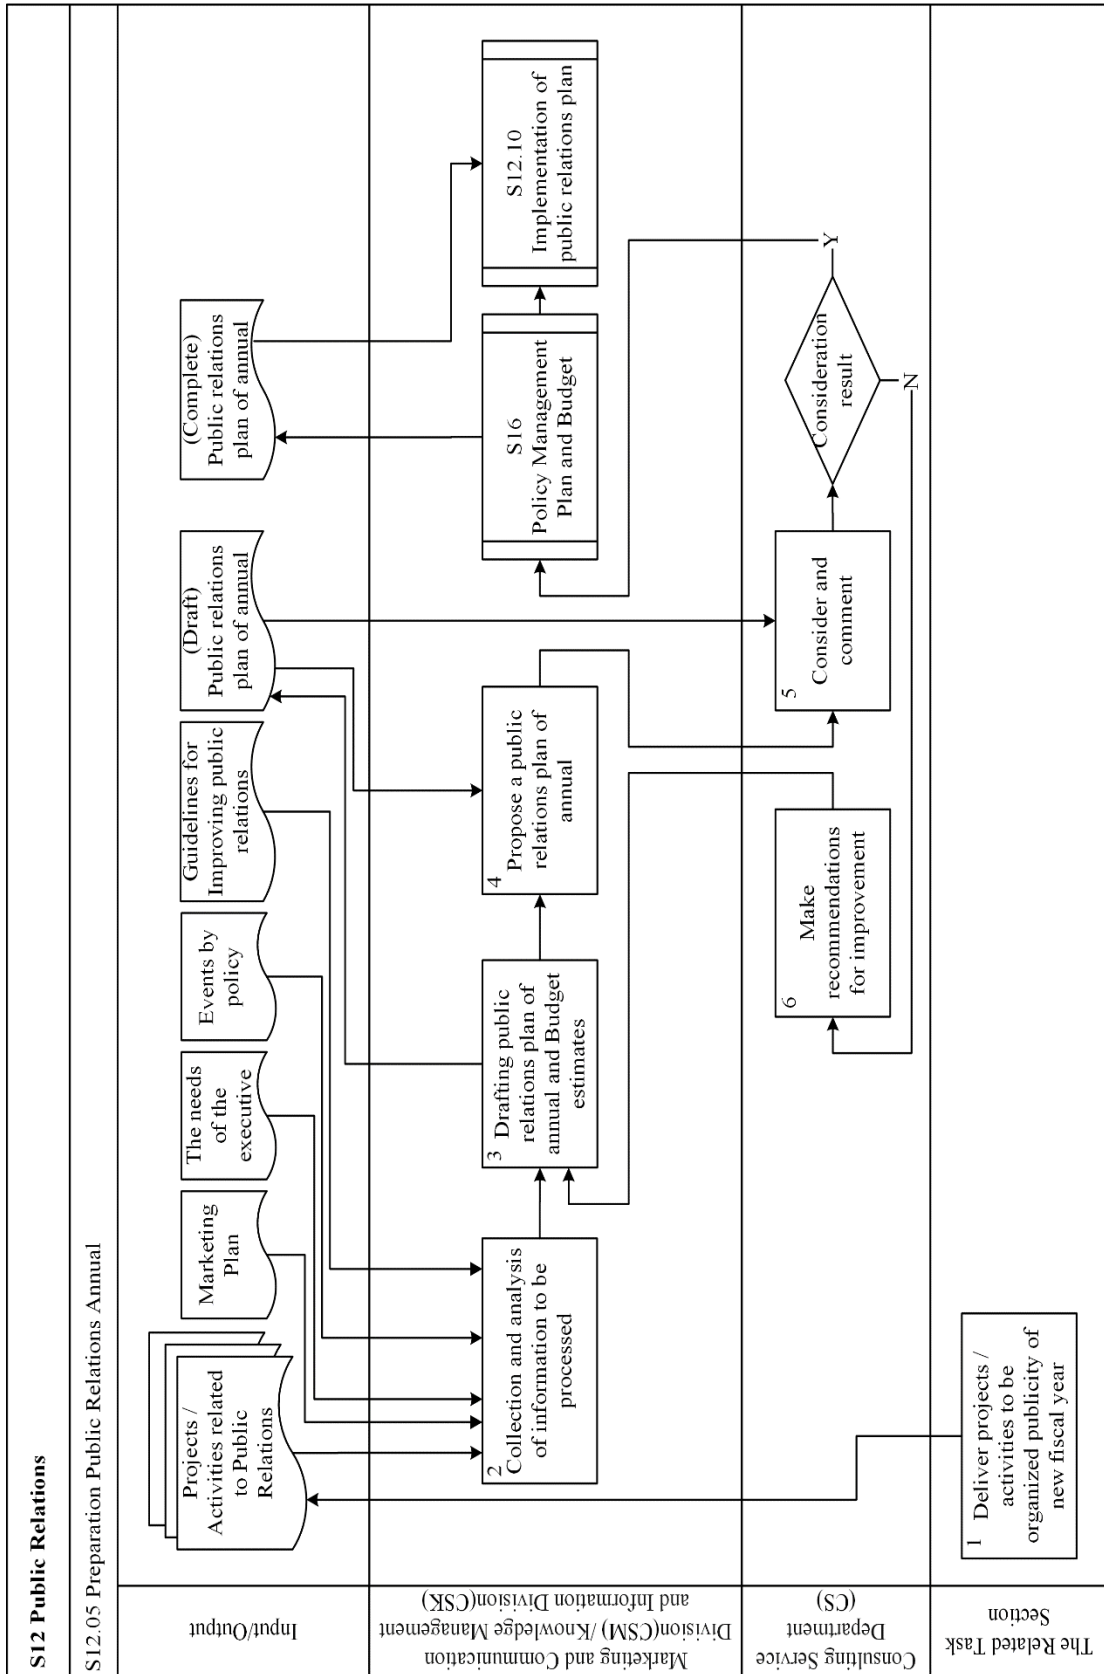 S12 Public Relations
S12.05 Preparation Public Relations Annual
Input/Output
Projects /
Activities related
to Public
Relations
Marketing
Plan
The needs
of the
executive
Events by
policy
Guidelines for
Improving public
relations
(Draft)
Public relations
plan of annual
(Complete)
Public relations
plan of annual
Marketing and Communication
Division(CSM) /Knowledge Management
and Information Division(CSK)
2
Collection and analysis
of information to be
processed
3
Drafting public
relations plan of
annual and Budget
estimates
4
Propose a public
relations plan of
annual
S16
Policy Management
Plan and Budget
S12.10
Implementation of
public relations plan
Consulting Service
Department
(CS)
6
Make
recommendations
for improvement
5
Consider and
comment
Consideration
result
Y
N
The Related Task
Section
1
Deliver projects /
activities to be
organized publicity of
new fiscal year